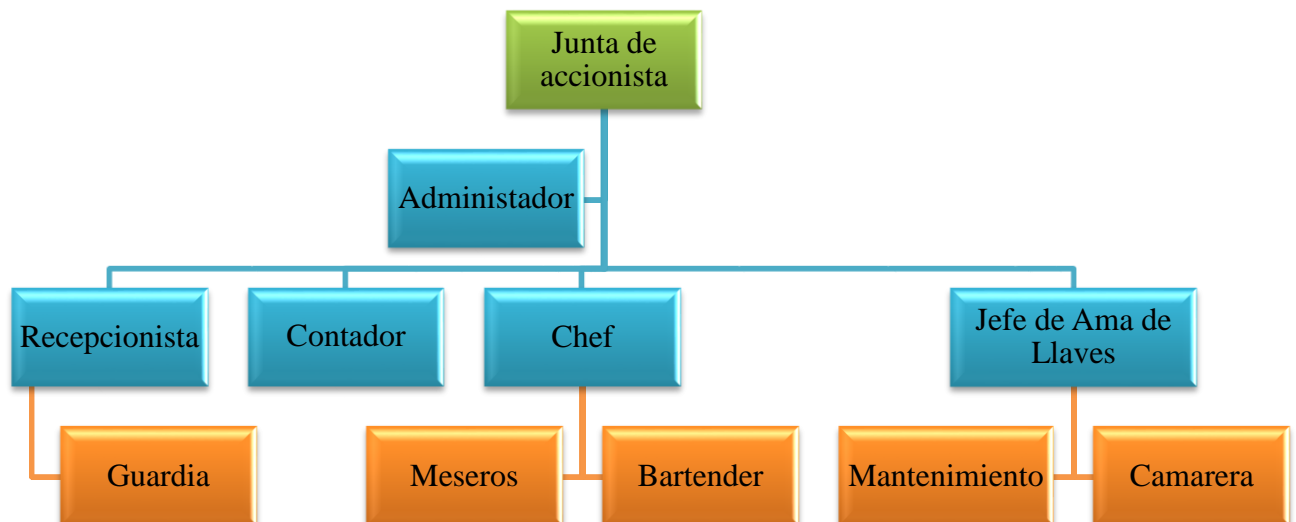 Junta de
accionista
Administador
Recepcionista
Contador
Chef
Jefe de Ama de
Llaves
Guardia
Meseros
Bartender
Mantenimiento
Camarera